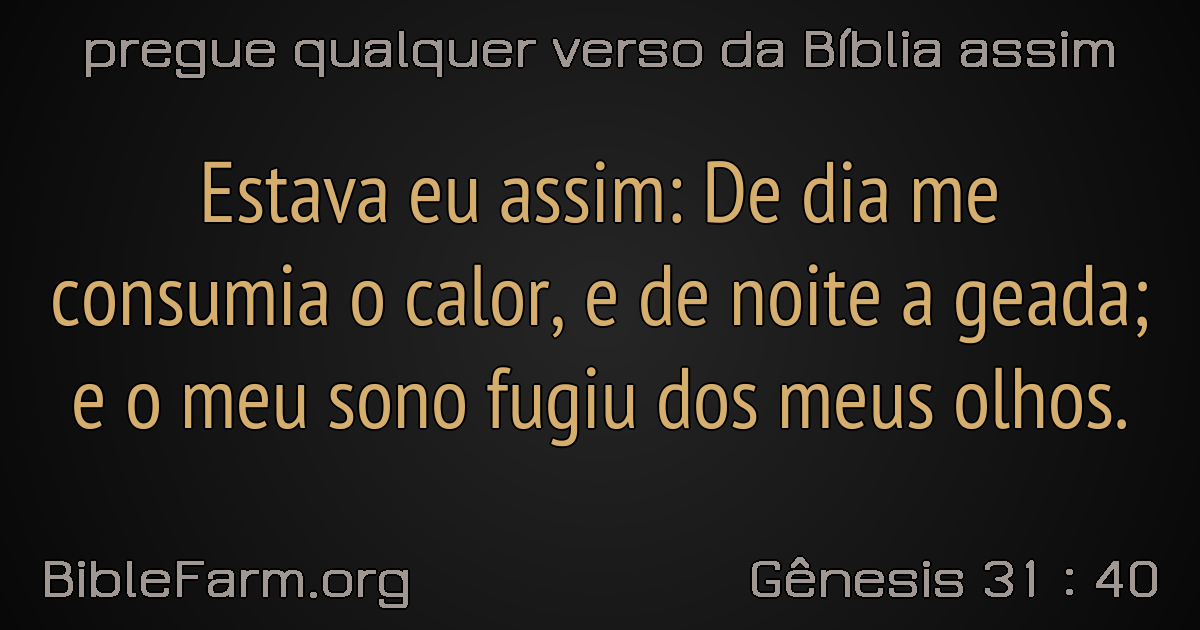 pregue qualquer verso da Bíblia assim
Estava eu assim: De dia me
consumia o calor, e de noite a geada;
e o meu sono fugiu dos meus olhos.
BibleFarm.org
Gênesis 31 : 40